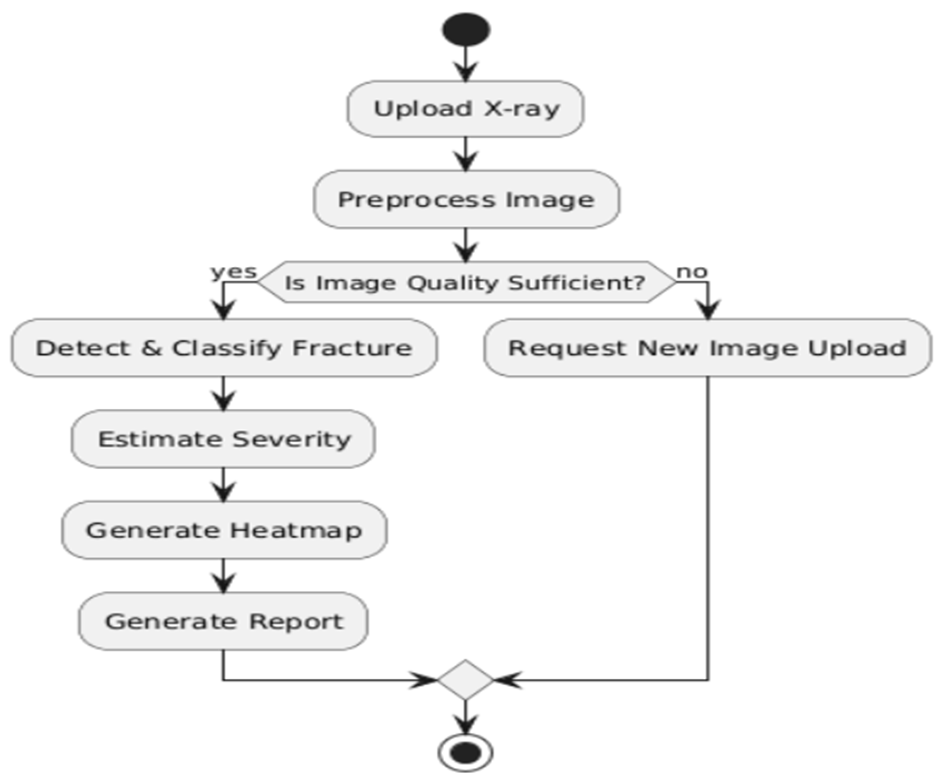 Upload X-ray
Preprocess Image
yes
Is Image Quality Sufficient?
no
Detect & Classify Fracture
Request New Image Upload
Estimate Severity
Generate Heatmap
Generate Report